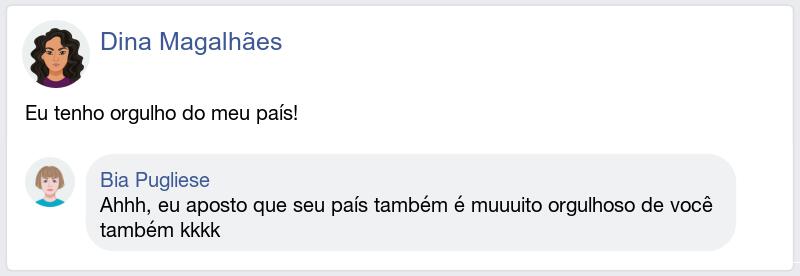 Dina Magalhães
Eu tenho orgulho do meu país!
Bia Pugliese
Ahhh, eu aposto que seu país também é muuuito orgulhoso de você
também kkkk